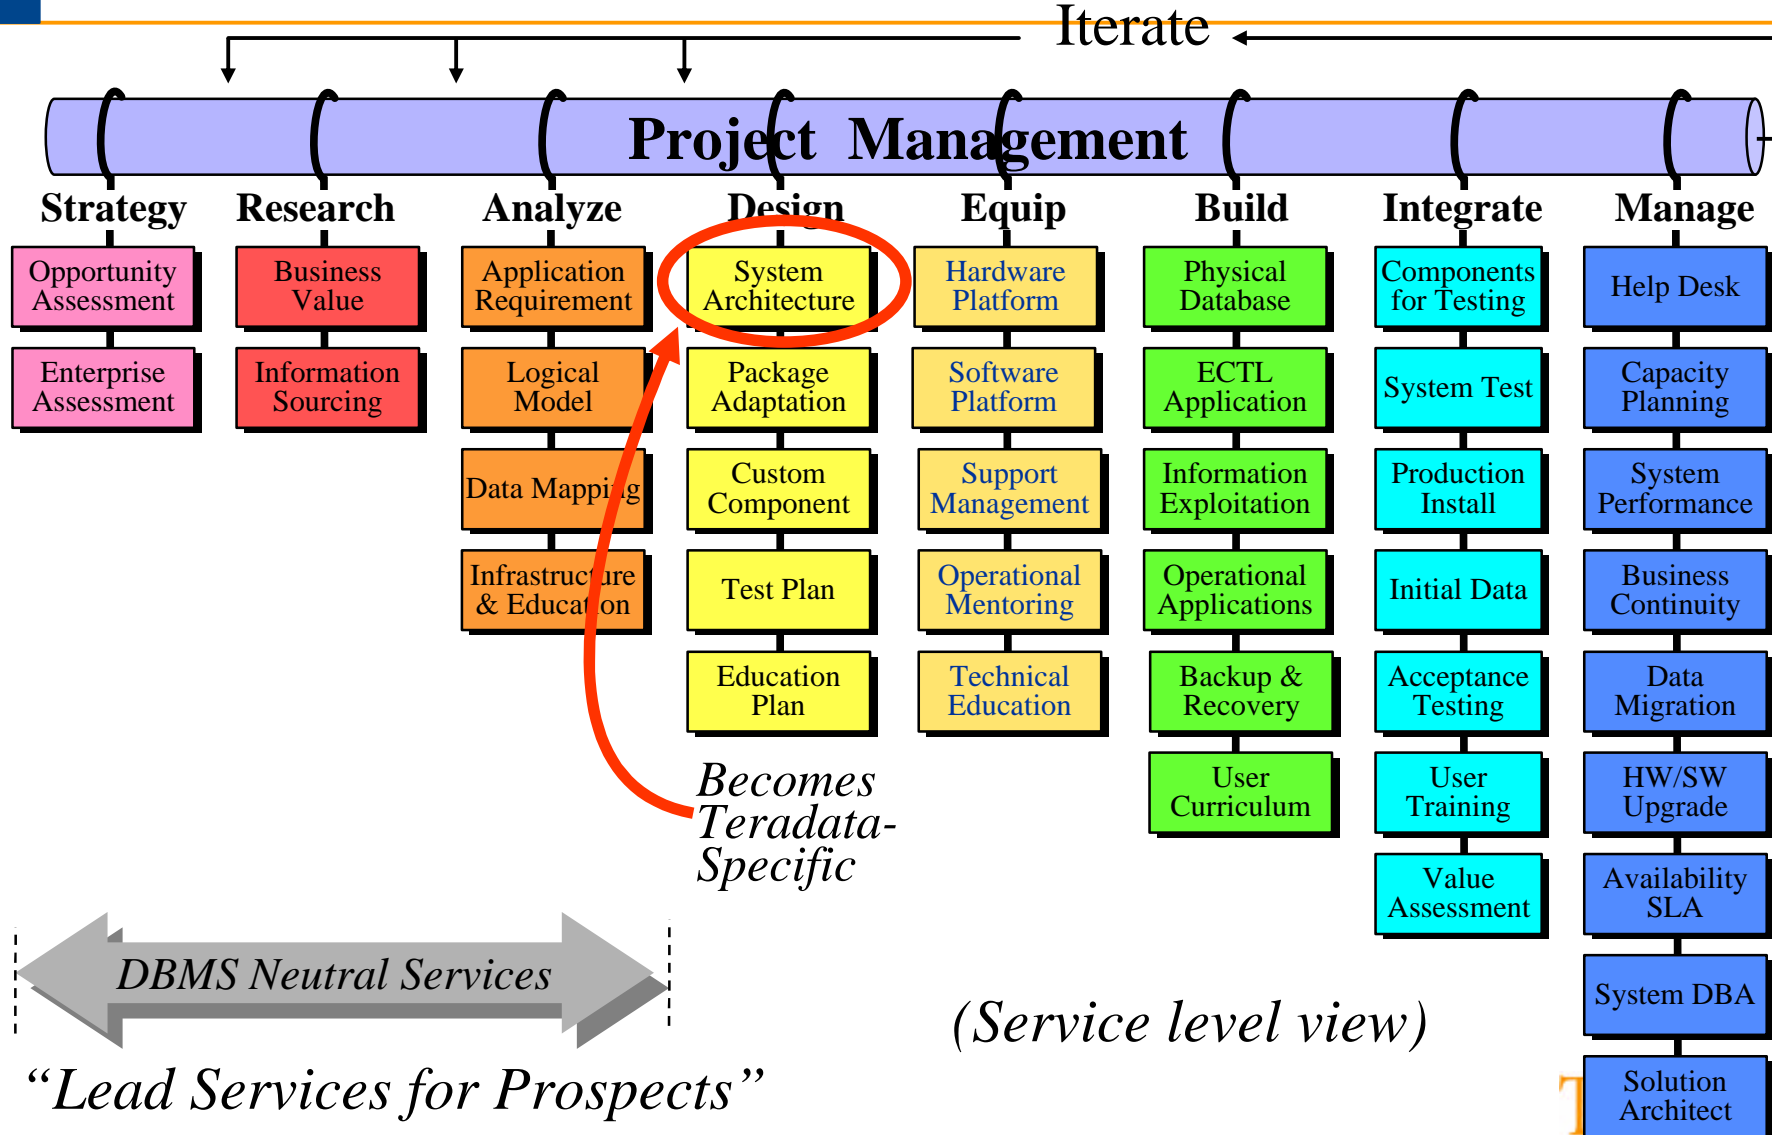 Iterate
Project Management
Strategy
Research
Analyze
Design
Equip
Build
Integrate
Manage
Opportunity
Assessment
Enterprise
Assessment
Business
Value
Information
Sourcing
Application
Requirement
Logical
Model
Data Mapping
Infrastructure
& Education
System
Architecture
Package
Adaptation
Custom
Component
Test Plan
Education
Plan
Hardware
Platform
Software
Platform
Support
Management
Operational
Mentoring
Technical
Education
Physical
Database
ECTL
Application
Information
Exploitation
Operational
Applications
Backup &
Recovery
User
Curriculum
Components
for Testing
System Test
Production
Install
Initial Data
Acceptance
Testing
User
Training
Value
Assessment
Help Desk
Capacity
Planning
System
Performance
Business
Continuity
Data
Migration
HW/SW
Upgrade
Availability
SLA
System DBA
Solution
Architect
Becomes
Teradata-
Specific
DBMS Neutral Services
(Service level view)
“Lead Services for Prospects”